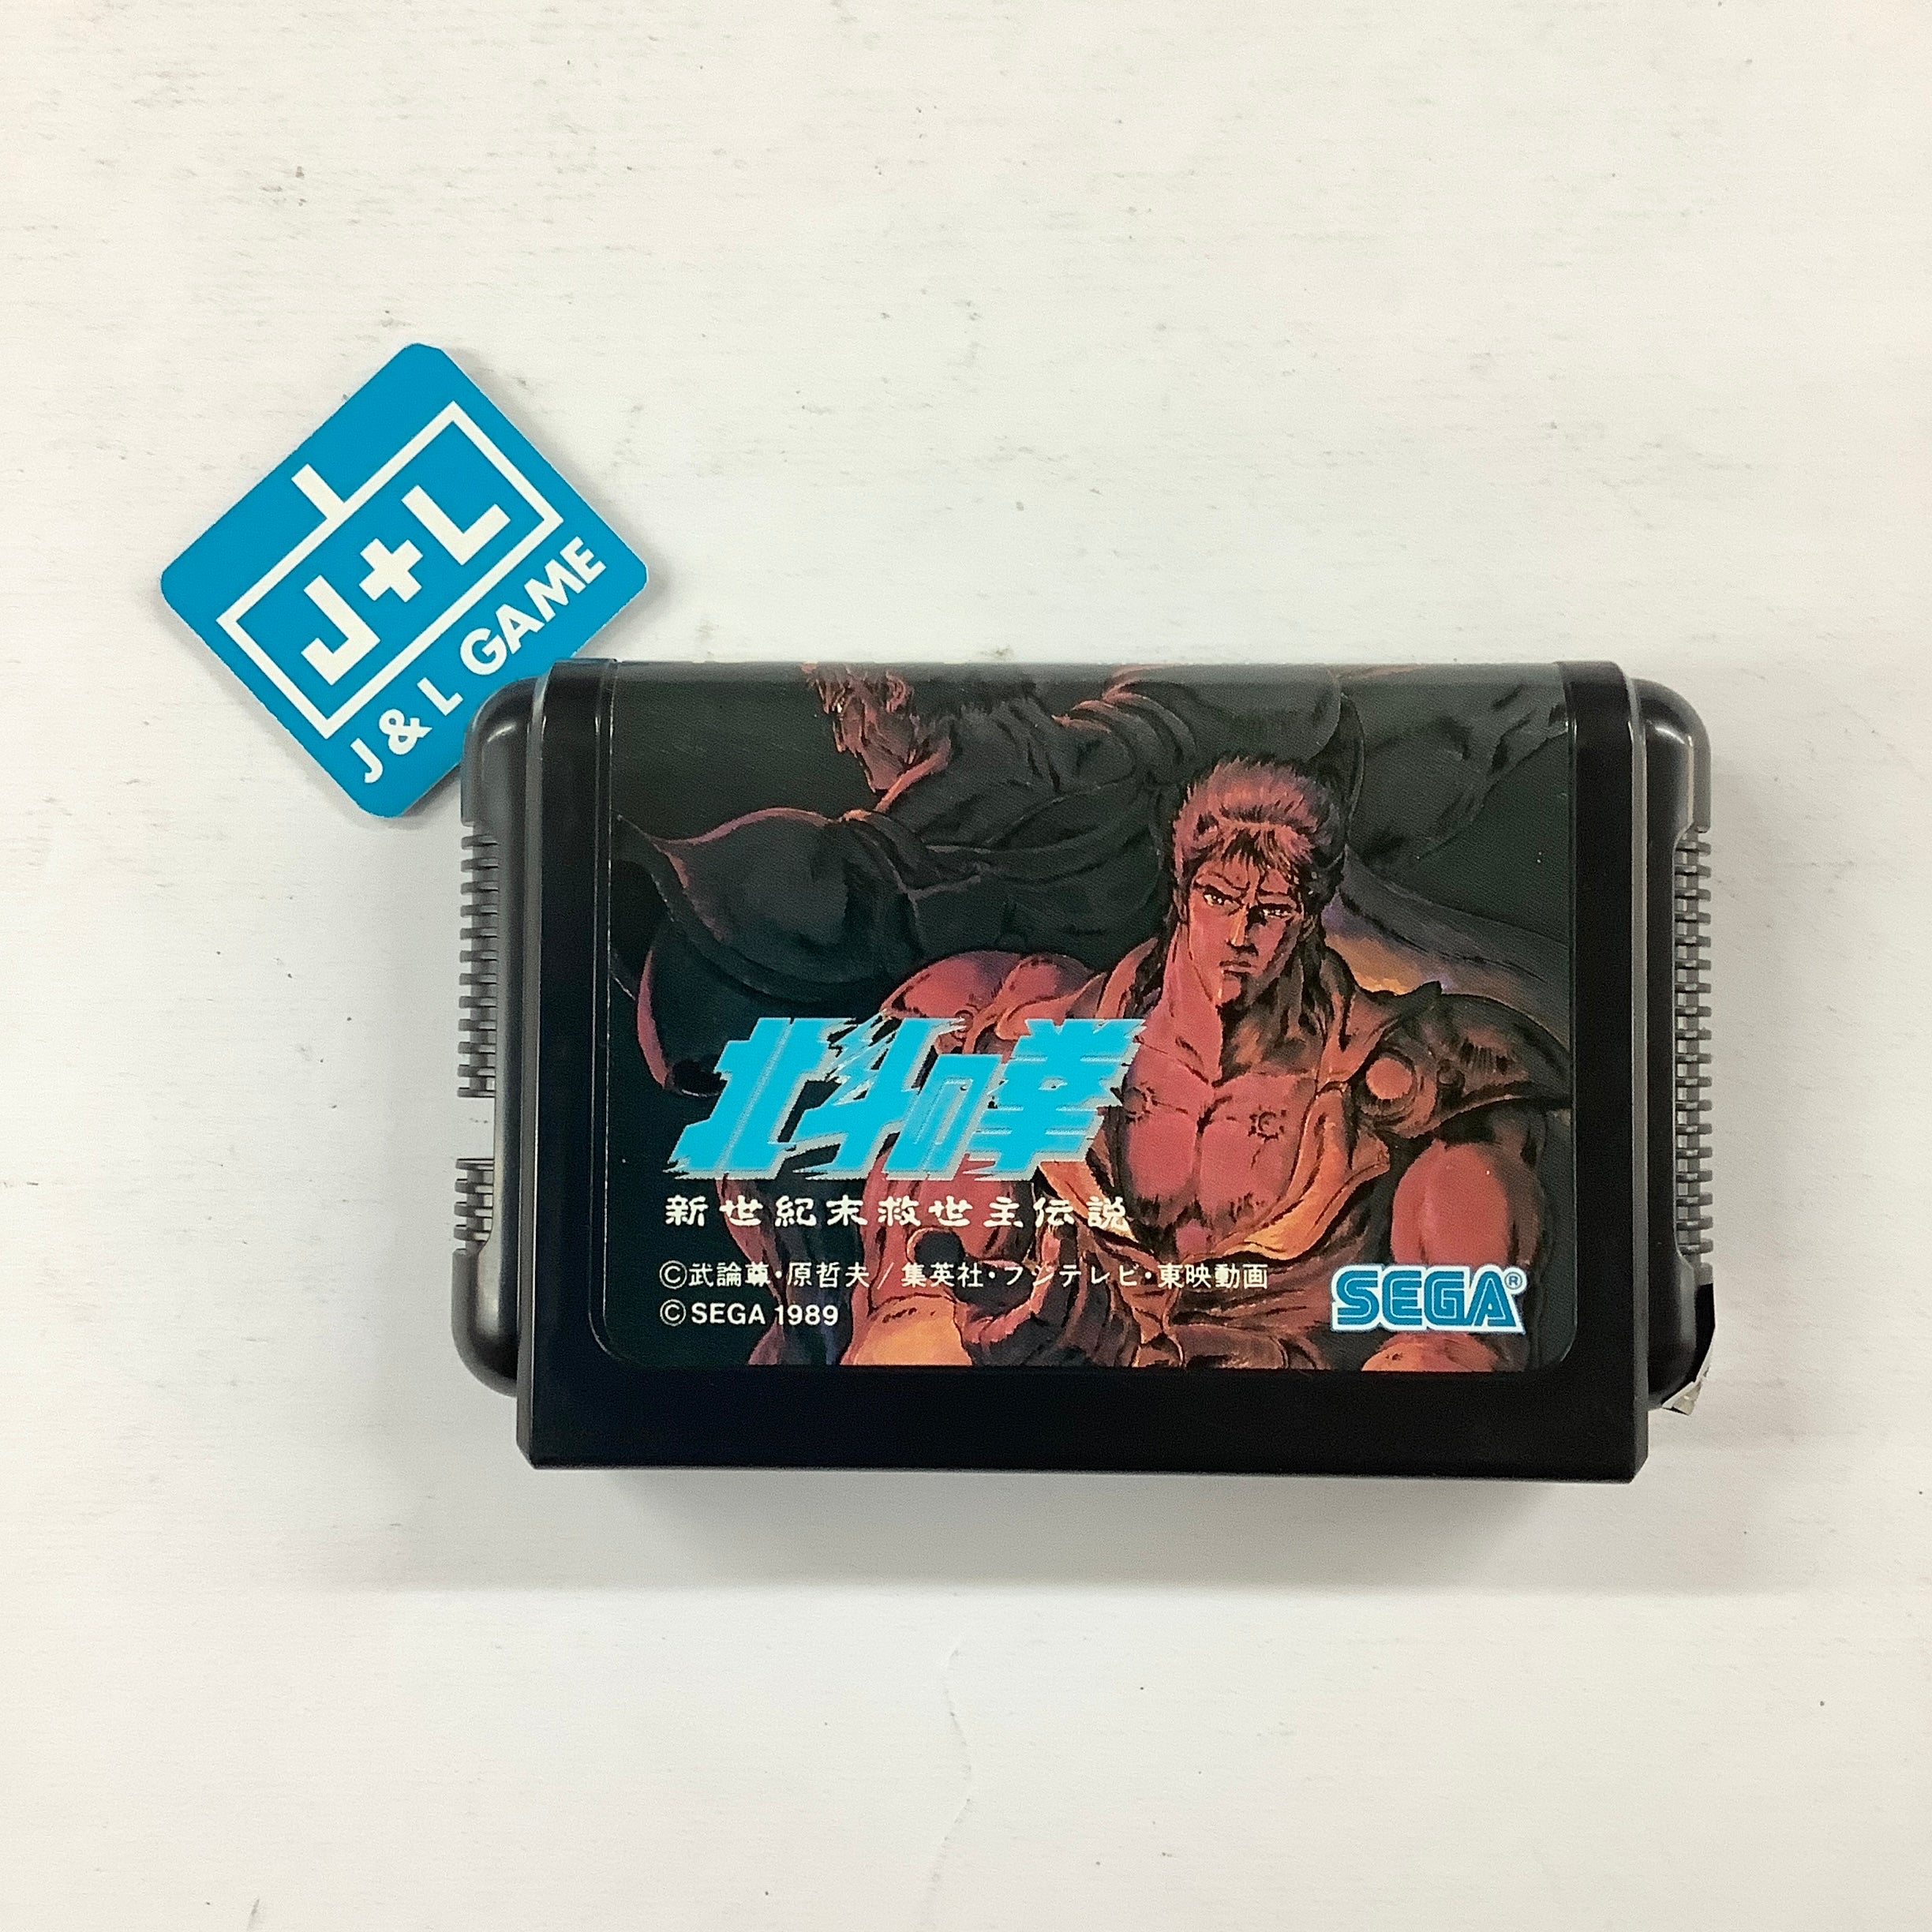 J+L
J & L GAME
北斗の拳
新世紀末救世主伝説
©武論尊・原哲夫/集英社・フジテレビ・東映動画
©SEGA 1989
SEGA®